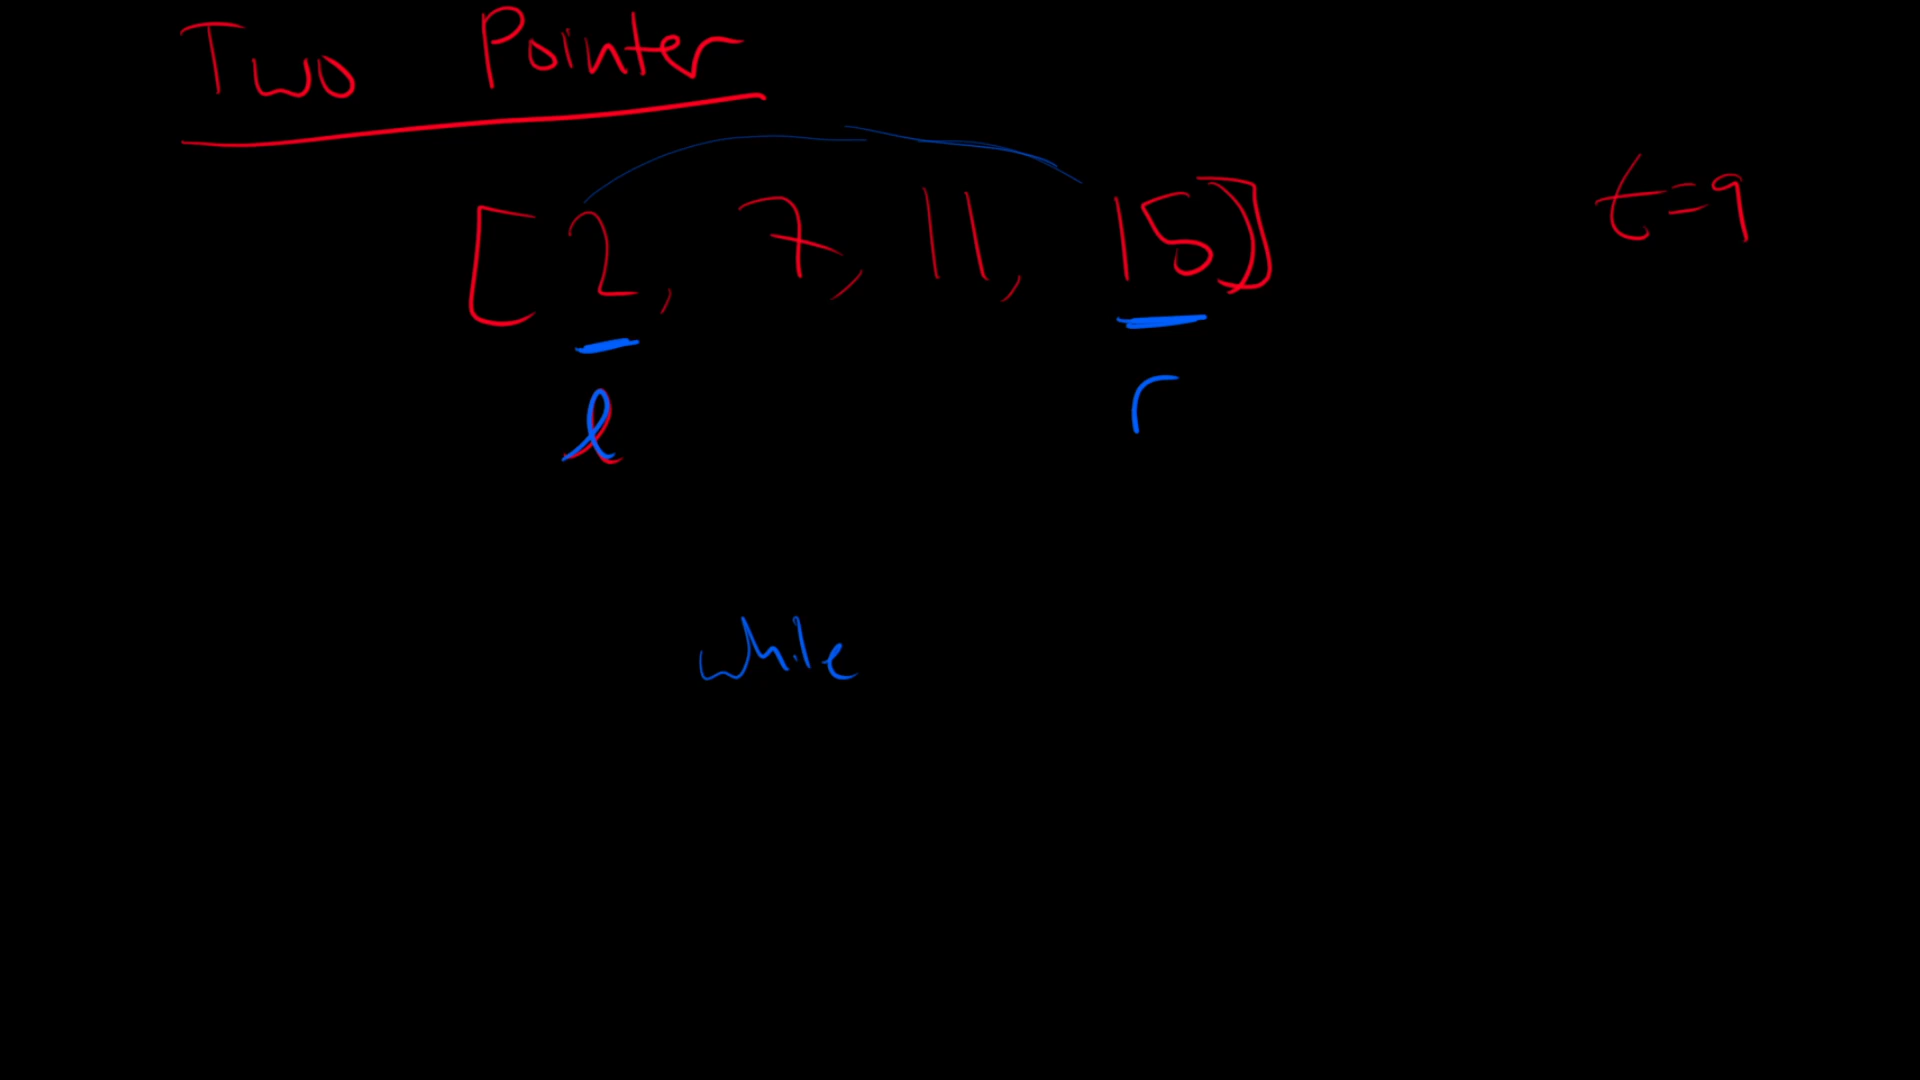 Two Pointer
[2, 7, 11, 15] t=9
l r
while